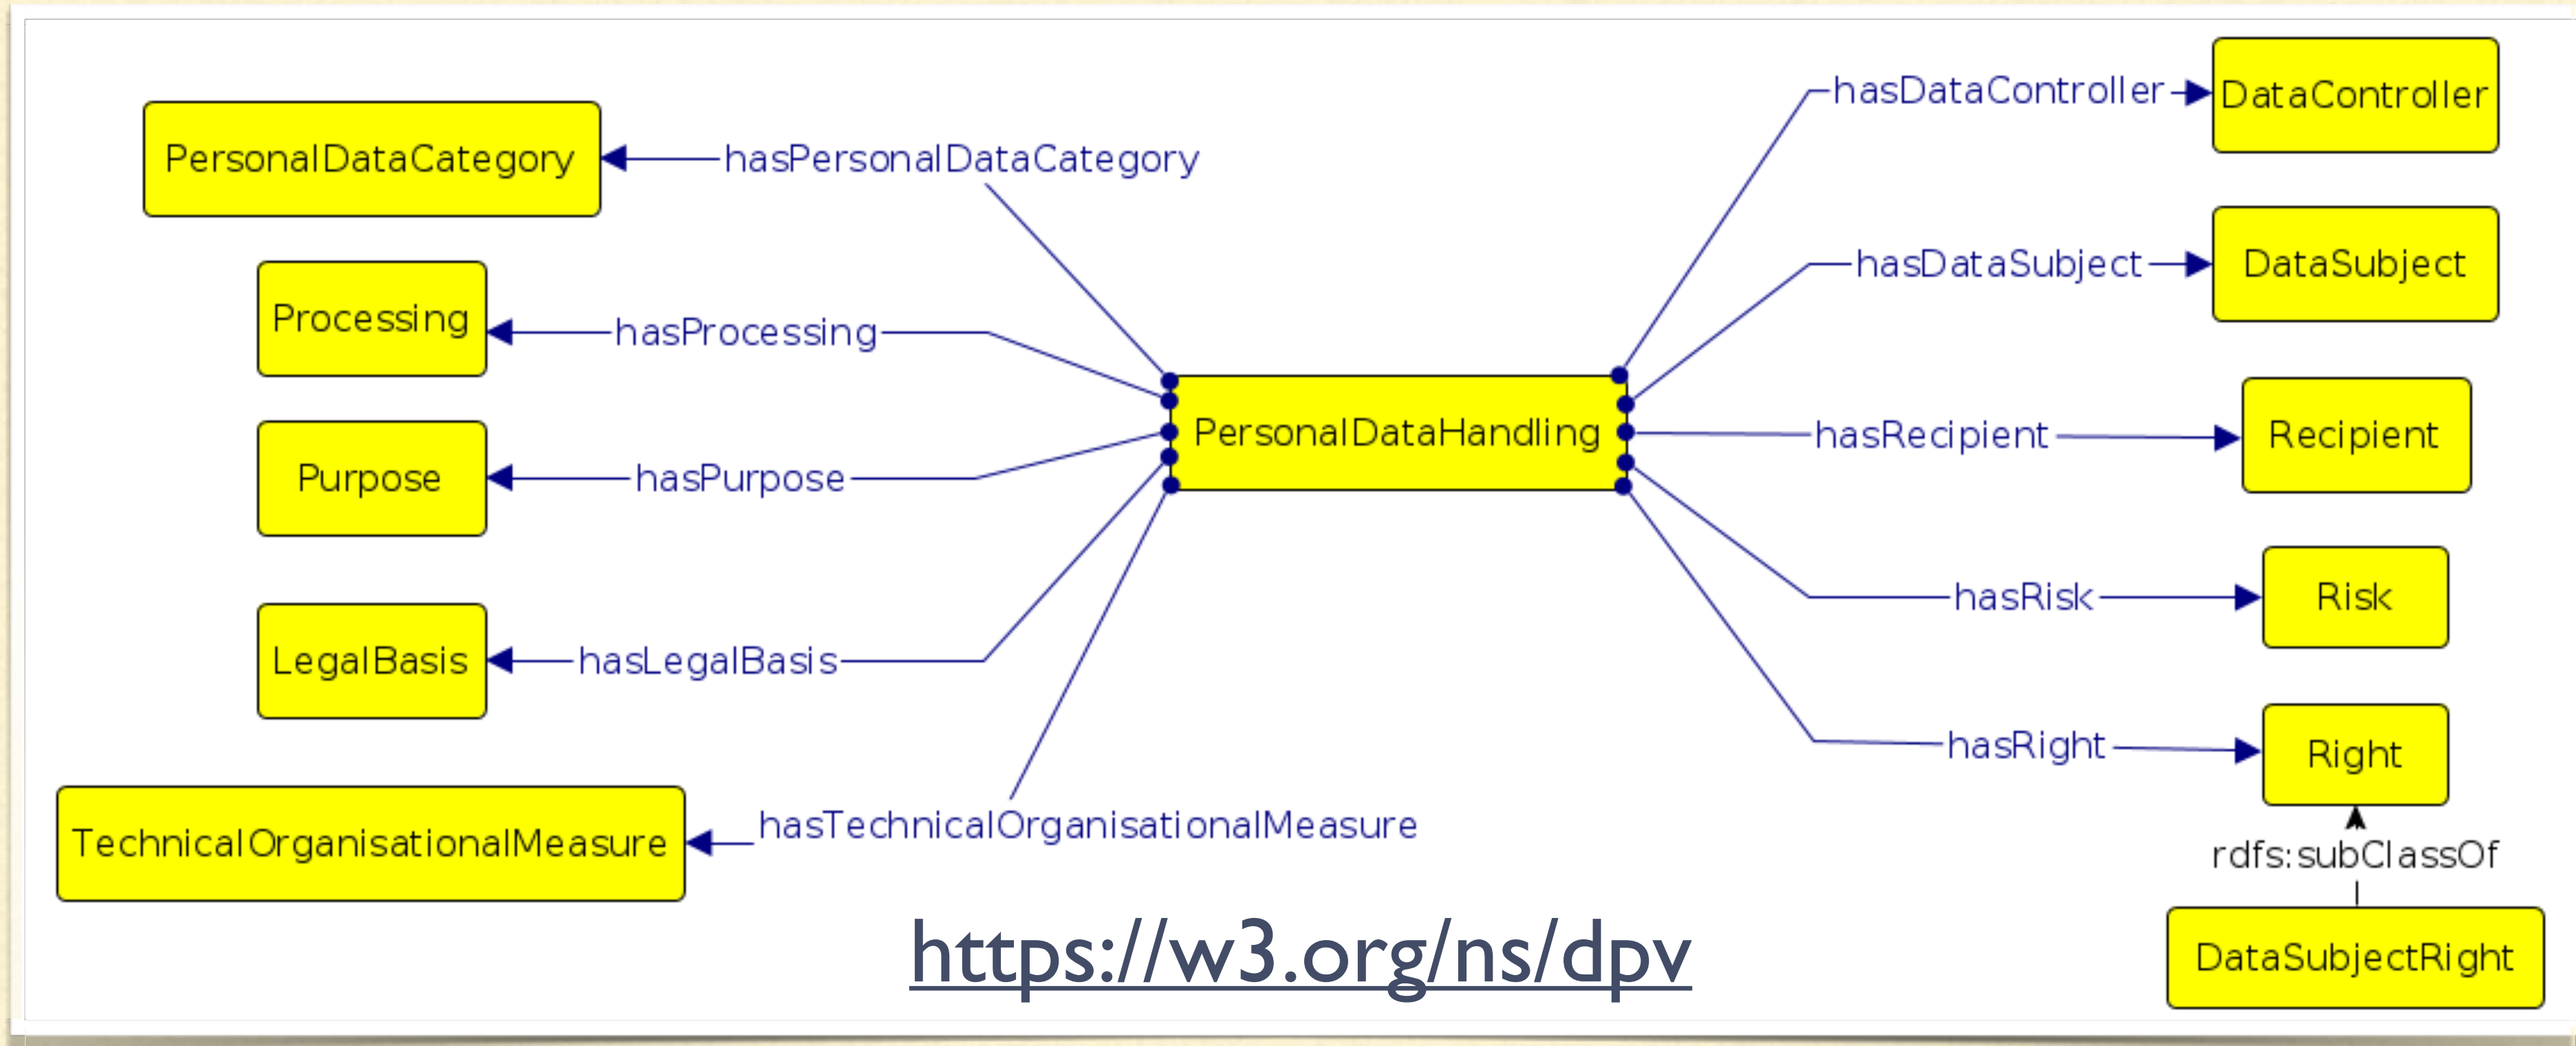 hasDataController
DataController
PersonalDataCategory
hasPersonalDataCategory
hasDataSubject
DataSubject
Processing
hasProcessing
PersonalDataHandling
hasRecipient
Recipient
Purpose
hasPurpose
hasRisk
Risk
LegalBasis
hasLegalBasis
hasRight
Right
TechnicalOrganisationalMeasure
hasTechnicalOrganisationalMeasure
rdfs:subClassOf
DataSubjectRight
https://w3.org/ns/dpv